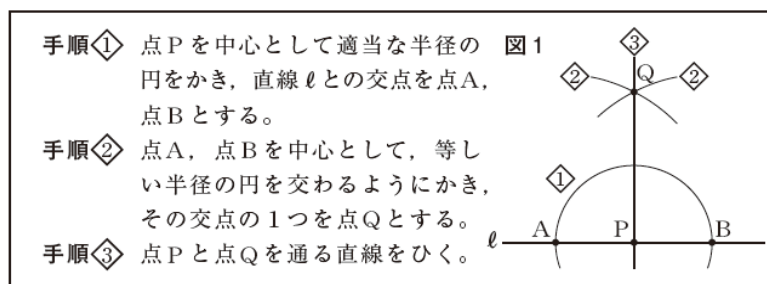 手順① 点Pを中心として適当な半径の
円をかき，直線ℓとの交点を点A，
点Bとする。
手順② 点A，点Bを中心として，等し
い半径の円を交わるようにかき，
その交点の１つを点Qとする。
手順③ 点Pと点Qを通る直線をひく。
図１
③
② Q ②
①
ℓ A P B